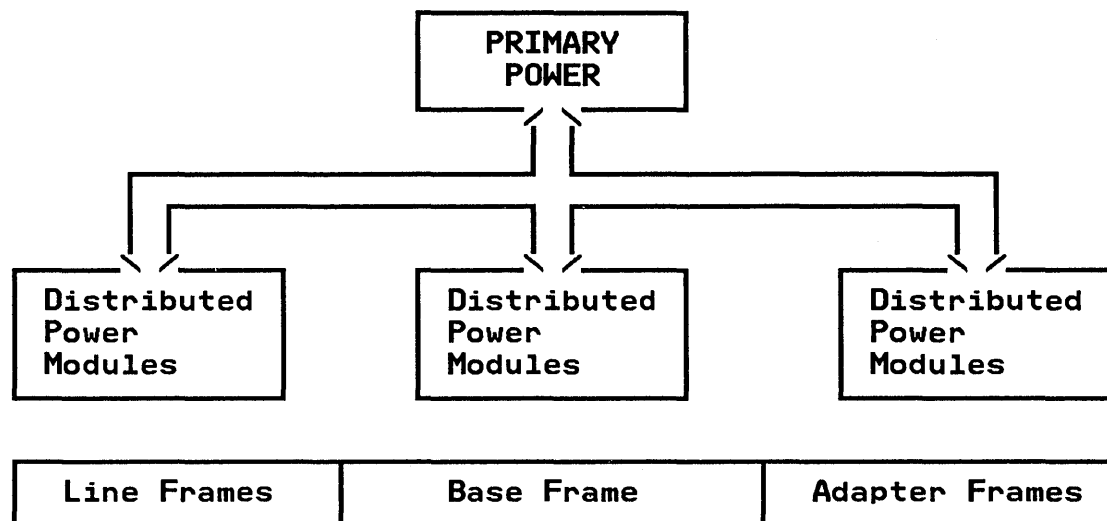 PRIMARY
POWER
Distributed
Power
Modules
Distributed
Power
Modules
Distributed
Power
Modules
Line Frames
Base Frame
Adapter Frames